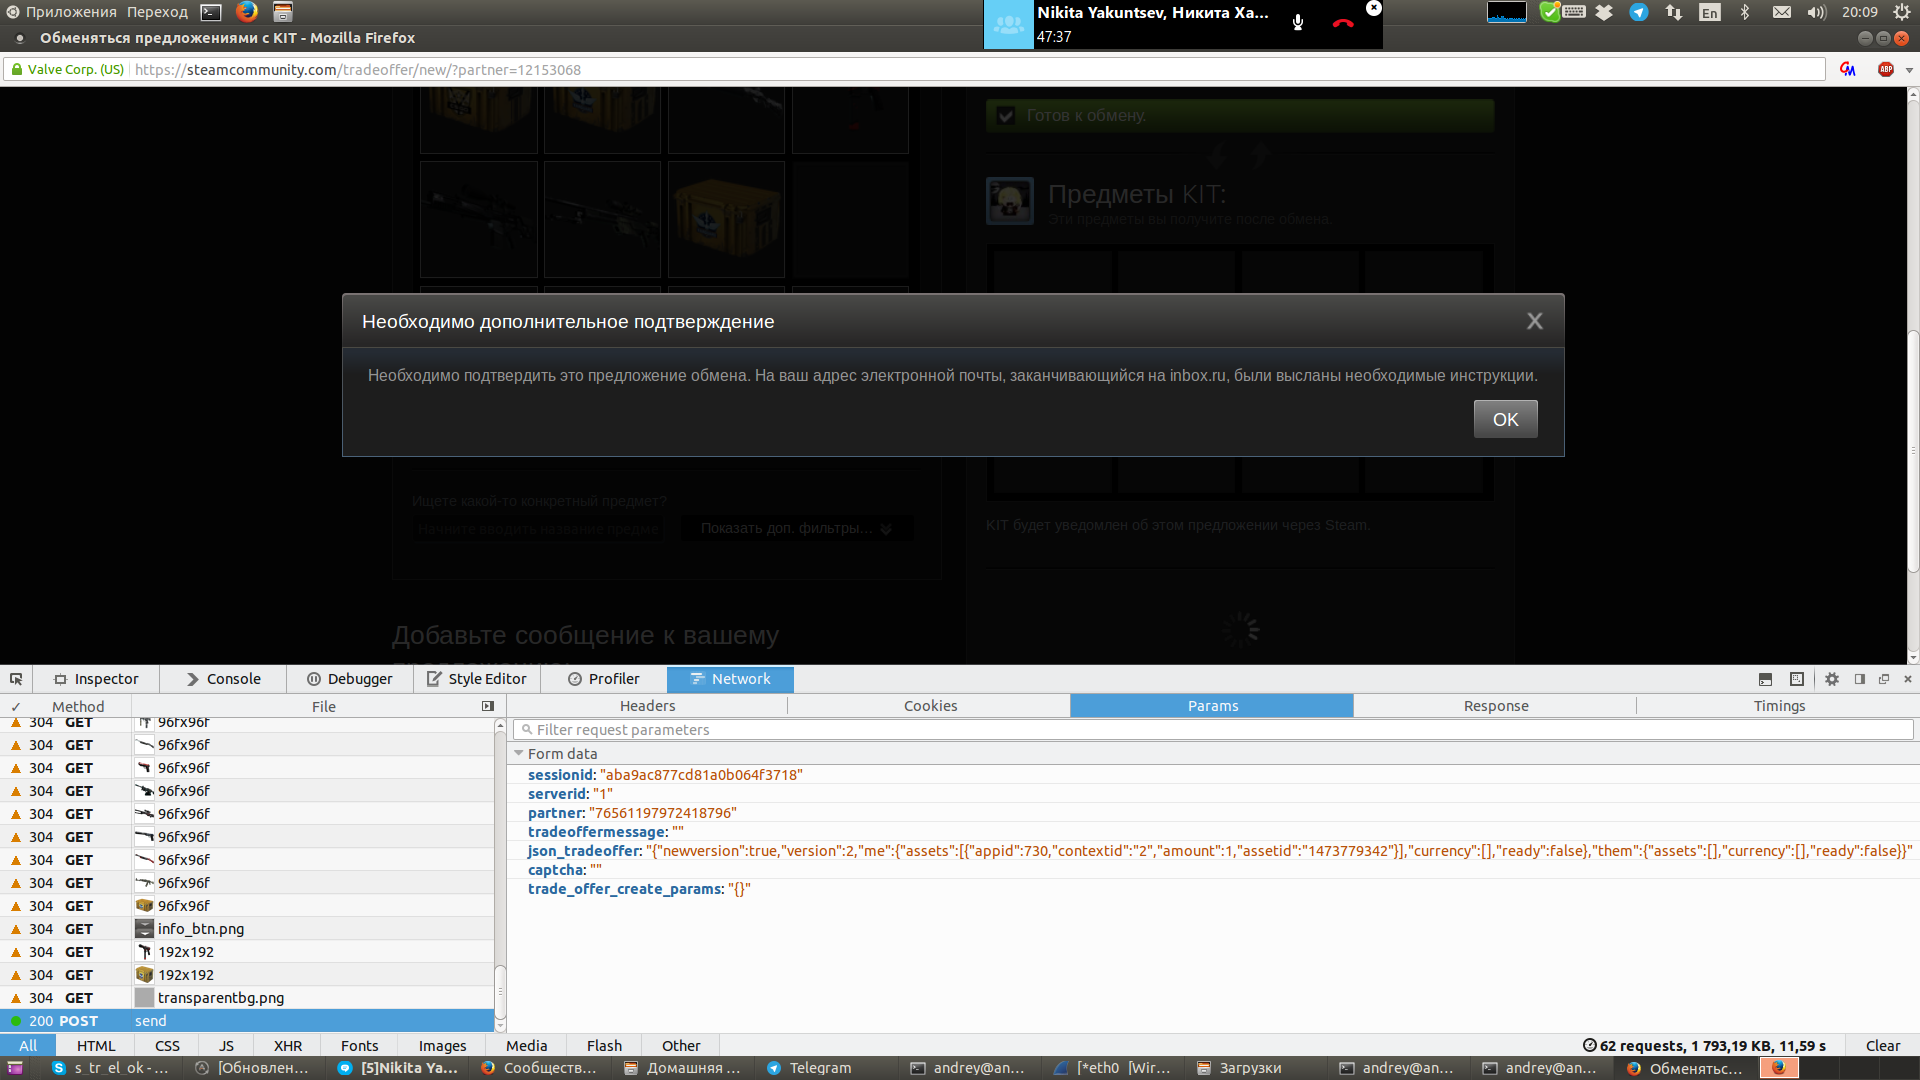 Приложения Переход
Nikita Yakuntsev, Никита Ха...
47:37
En
20:09
Обменяться предложениями с KIT - Mozilla Firefox
Valve Corp. (US) https://steamcommunity.com/tradeoffer/new/?partner=12153068
ABP
Готов к обмену.
Предметы KIT:
Эти предметы вы получите после обмена.
Необходимо дополнительное подтверждение
X
Необходимо подтвердить это предложение обмена. На ваш адрес электронной почты, заканчивающийся на inbox.ru, были высланы необходимые инструкции.
OK
Ищете какой-то конкретный предмет?
Начните вводить название предме
Показать доп. фильтры...
KIT будет уведомлен об этом предложении через Steam.
Добавьте сообщение к вашему
Inspector Console Debugger Style Editor Profiler Network
✓ Method File
Headers Cookies Params Response Timings
304 GET 96fx96f
304 GET 96fx96f
304 GET 96fx96f
304 GET 96fx96f
304 GET 96fx96f
304 GET 96fx96f
304 GET 96fx96f
304 GET 96fx96f
304 GET 96fx96f
304 GET info_btn.png
304 GET 192x192
304 GET 192x192
304 GET transparentbg.png
200 POST send
Filter request parameters
Form data
sessionid: "aba9ac877cd81a0b064f3718"
serverid: "1"
partner: "76561197972418796"
tradeoffermessage: ""
json_tradeoffer: "{"newversion":true,"version":2,"me":{"assets":[{"appid":730,"contextid":"2","amount":1,"assetid":"1473779342"}],"currency":[],"ready":false},"them":{"assets":[],"currency":[],"ready":false}}"
captcha: ""
trade_offer_create_params: "{}"
All HTML CSS JS XHR Fonts Images Media Flash Other
62 requests, 1 793,19 KB, 11,59 s Clear
s_tr_el_ok - ...
[Обновлен...
[5]Nikita Ya...
Сообществ...
Домашняя ...
Telegram
andrey@an...
[*eth0 [Wir...
Загрузки
andrey@an...
andrey@an...
Обменятьс...